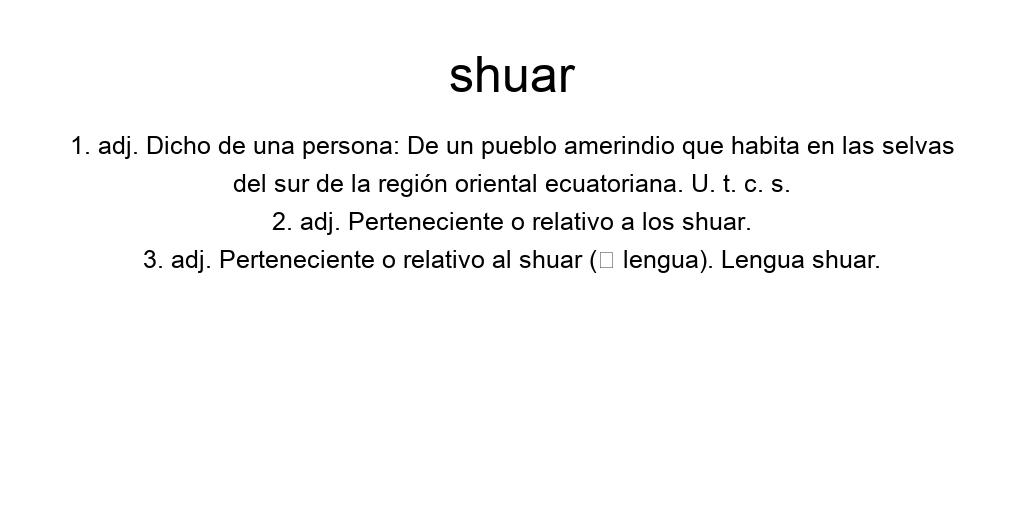 shuar
1. adj. Dicho de una persona: De un pueblo amerindio que habita en las selvas
del sur de la región oriental ecuatoriana. U. t. c. s.
2. adj. Perteneciente o relativo a los shuar.
3. adj. Perteneciente o relativo al shuar (□ lengua). Lengua shuar.